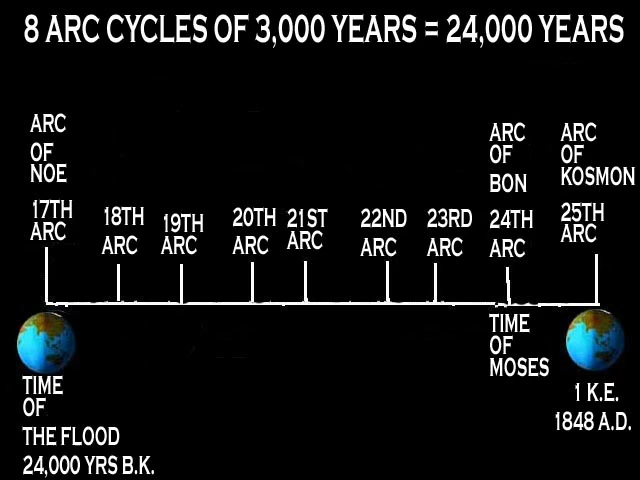 8 ARC CYCLES OF 3,000 YEARS = 24,000 YEARS
ARC
OF
NOE
17TH
ARC
18TH
ARC
19TH
ARC
20TH
ARC
21ST
ARC
22ND
ARC
23RD
ARC
ARC
OF
BON
24TH
ARC
ARC
OF
KOSMON
25TH
ARC
TIME
OF
THE FLOOD
24,000 YRS B.K.
TIME
OF
MOSES
1 K.E.
1848 A.D.